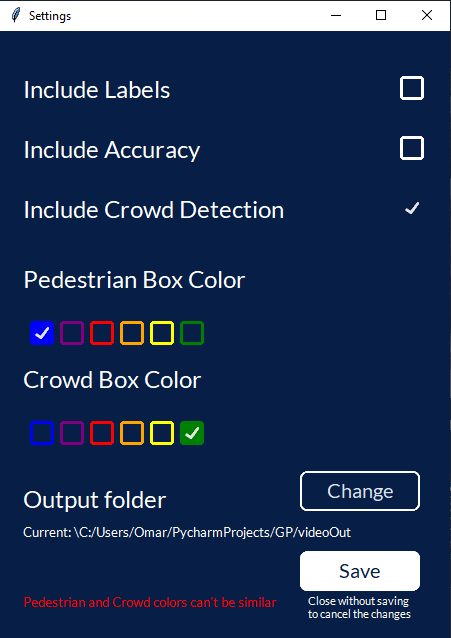 Settings
Include Labels
Include Accuracy
Include Crowd Detection
Pedestrian Box Color
Crowd Box Color
Output folder
Change
Current: \C:/Users/Omar/PycharmProjects/GP/videoOut
Save
Pedestrian and Crowd colors can't be similar
Close without saving
to cancel the changes